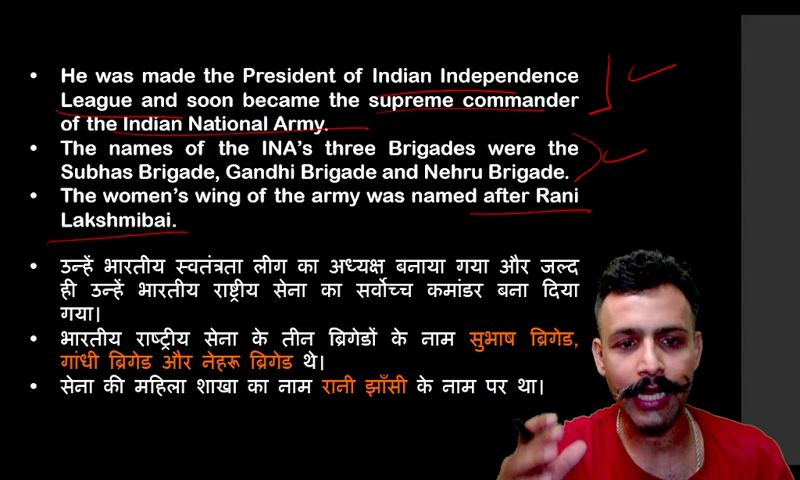 • He was made the President of Indian Independence
League and soon became the supreme commander
of the Indian National Army.
• The names of the INA's three Brigades were the
Subhas Brigade, Gandhi Brigade and Nehru Brigade.
• The women's wing of the army was named after Rani
Lakshmibai.
• उन्हें भारतीय स्वतंत्रता लीग का अध्यक्ष बनाया गया और जल्द
ही उन्हें भारतीय राष्ट्रीय सेना का सर्वोच्च कमांडर बना दिया
गया।
• भारतीय राष्ट्रीय सेना के तीन ब्रिगेडों के नाम सुभाष ब्रिगेड,
गांधी ब्रिगेड और नेहरू ब्रिगेड थे।
• सेना की महिला शाखा का नाम रानी झाँसी के नाम पर था।